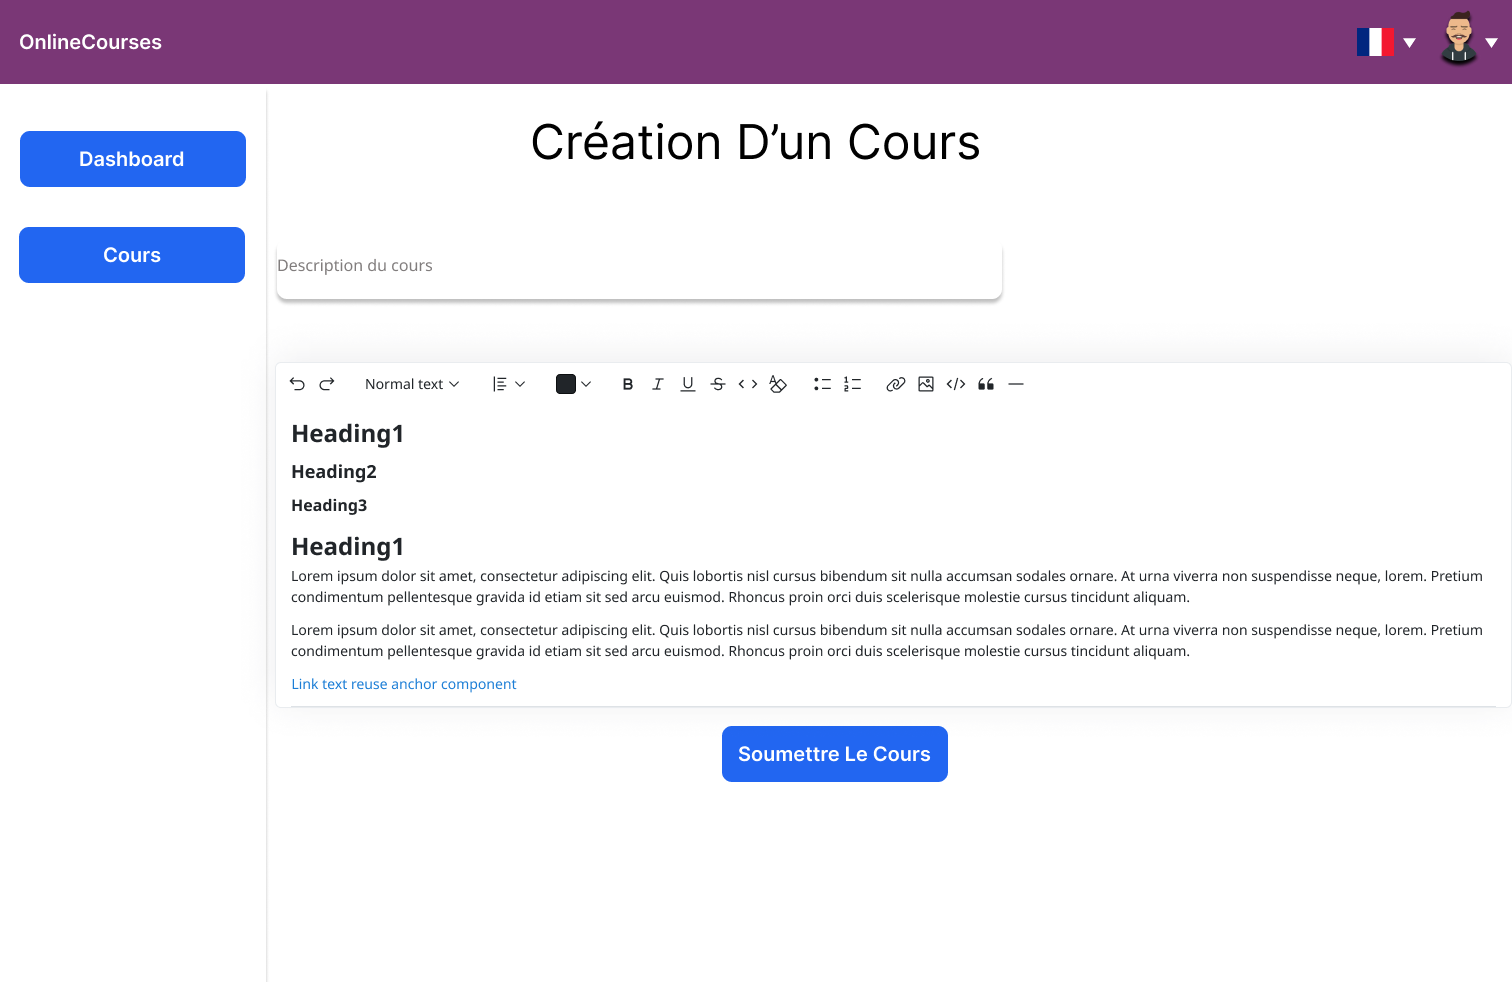 OnlineCourses
Dashboard
Cours
Création D’un Cours
Description du cours
Normal text
Heading1
Heading2
Heading3
Heading1
Lorem ipsum dolor sit amet, consectetur adipiscing elit. Quis lobortis nisl cursus bibendum sit nulla accumsan sodales ornare. At urna viverra non suspendisse neque, lorem. Pretium
condimentum pellentesque gravida id etiam sit sed arcu euismod. Rhoncus proin orci duis scelerisque molestie cursus tincidunt aliquam.
Lorem ipsum dolor sit amet, consectetur adipiscing elit. Quis lobortis nisl cursus bibendum sit nulla accumsan sodales ornare. At urna viverra non suspendisse neque, lorem. Pretium
condimentum pellentesque gravida id etiam sit sed arcu euismod. Rhoncus proin orci duis scelerisque molestie cursus tincidunt aliquam.
Link text reuse anchor component
Soumettre Le Cours